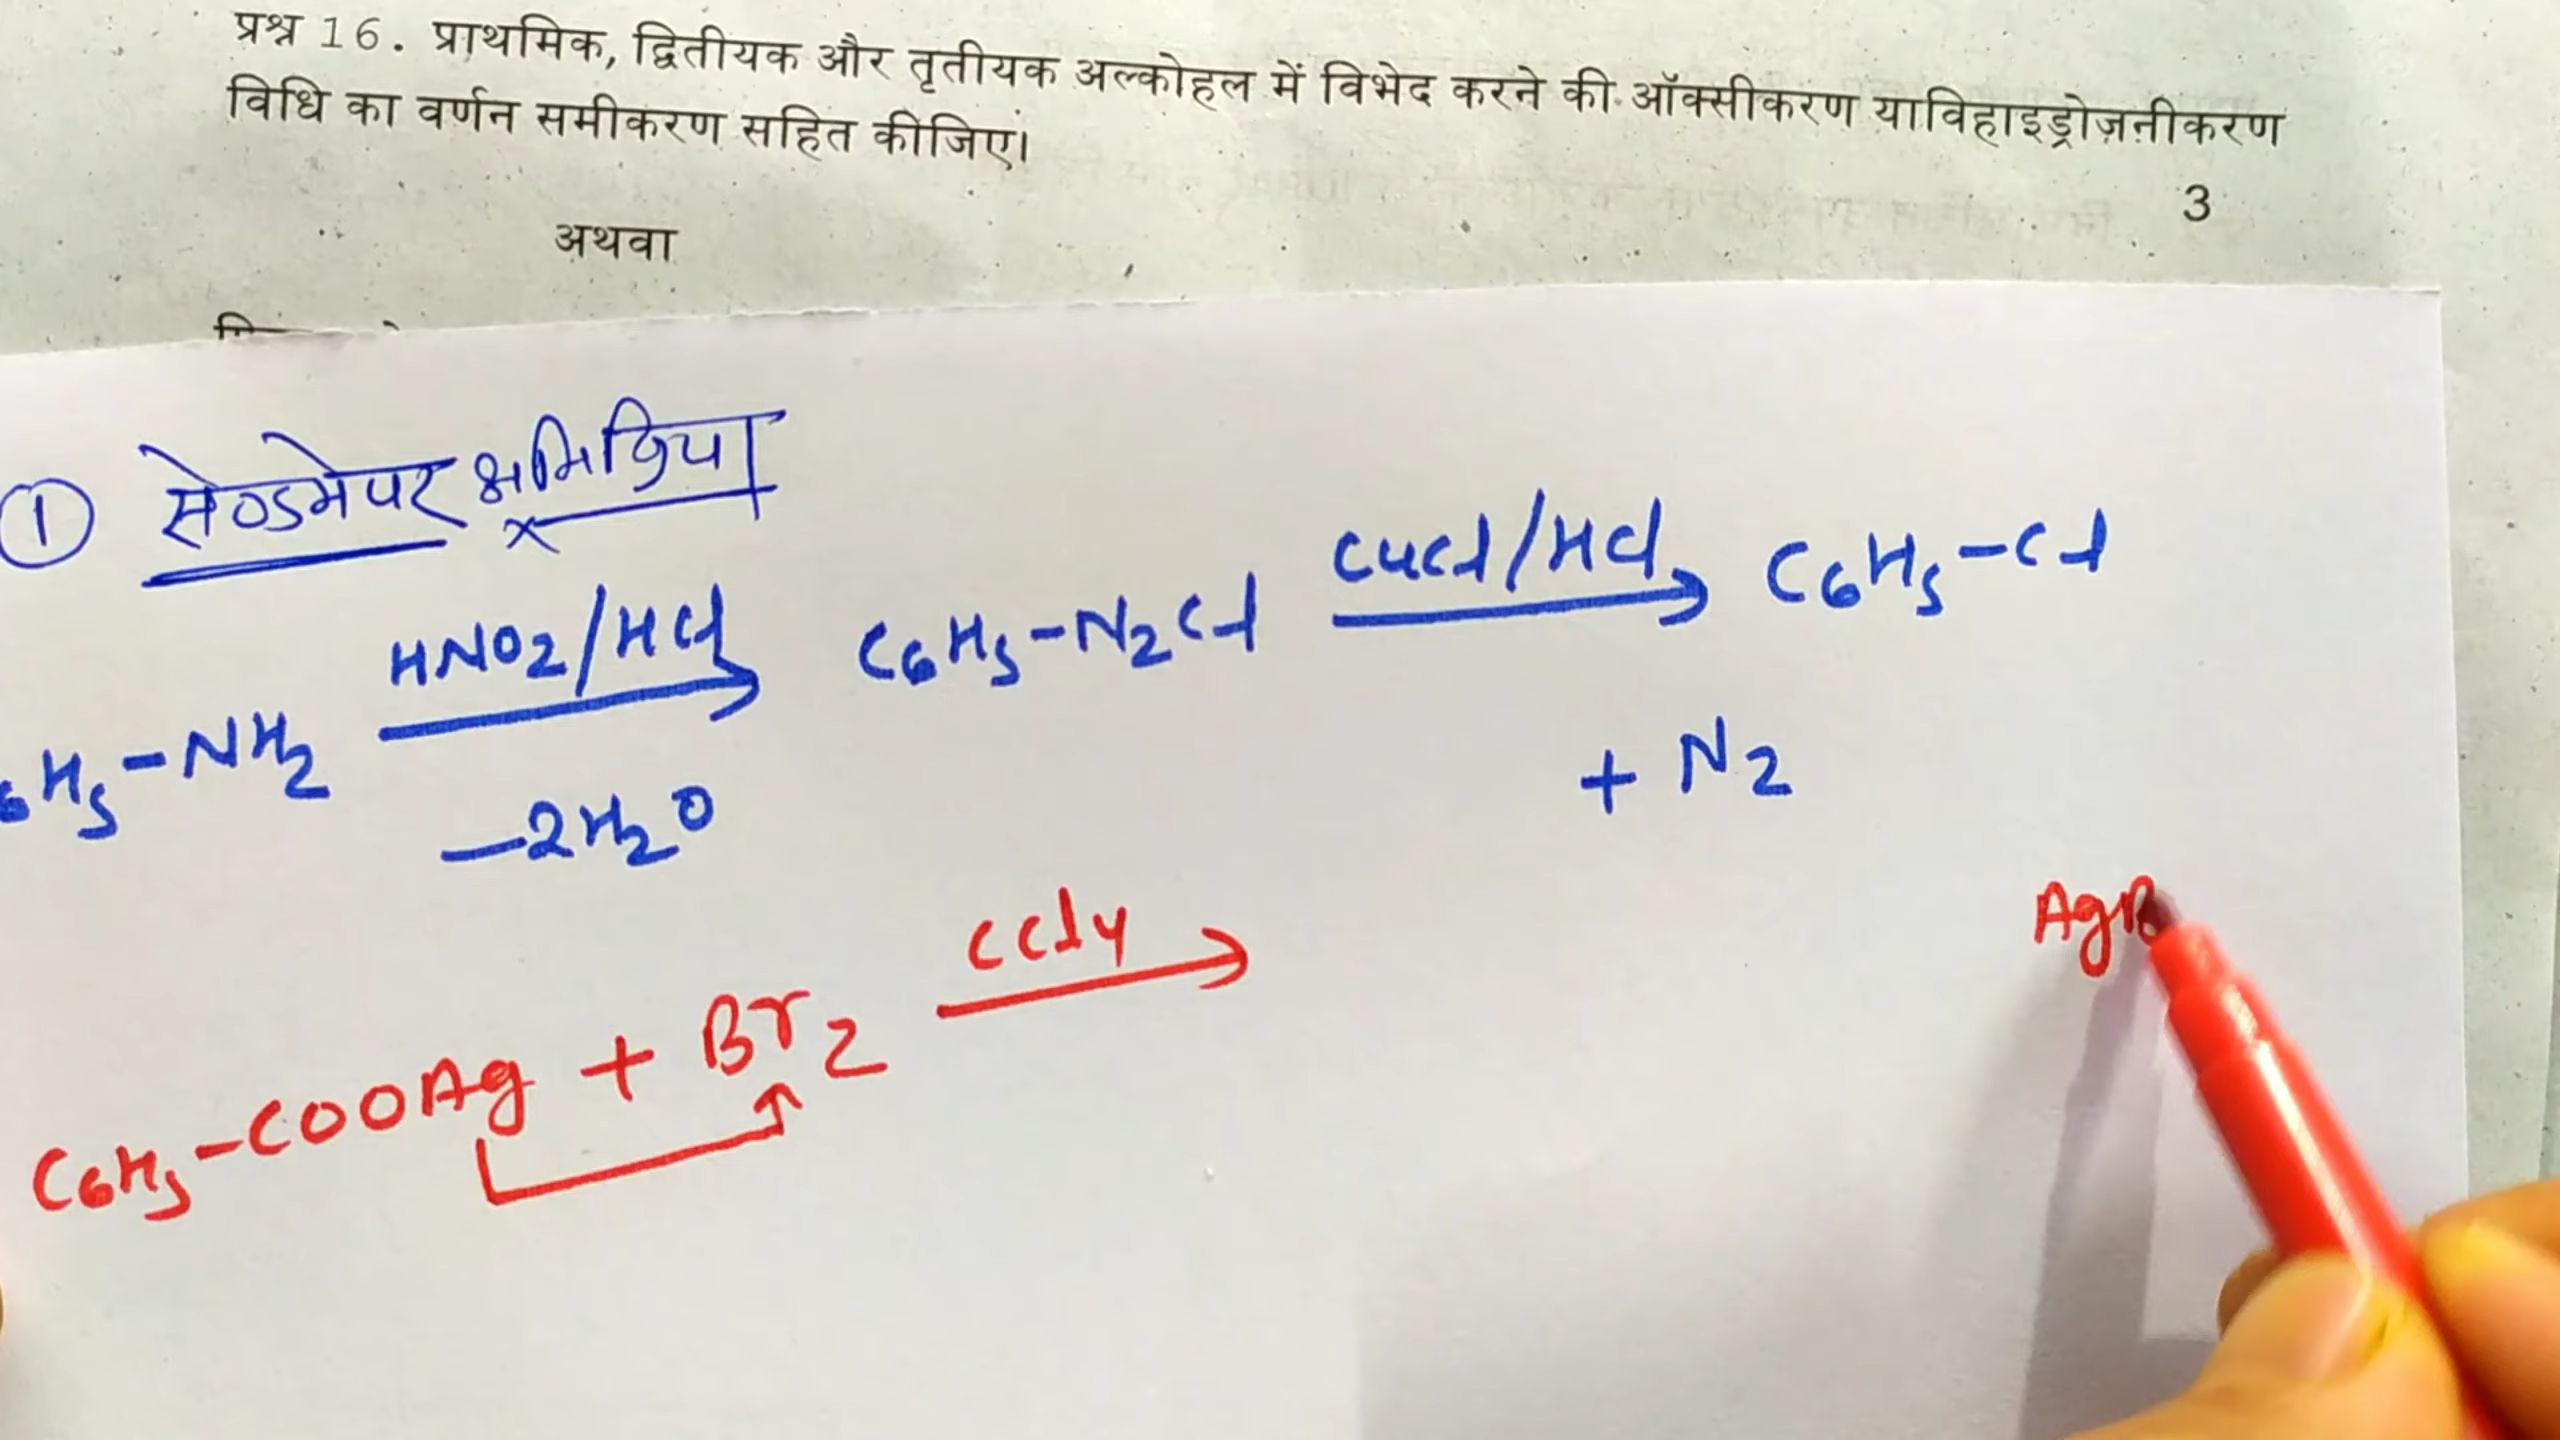 प्रश्न 16. प्राथमिक, द्वितीयक और तृतीयक अल्कोहल में विभेद करने की ऑक्सीकरण याविहाइड्रोज़नीकरण
विधि का वर्णन समीकरण सहित कीजिए।
3
अथवा
① सेण्डमेयर अभिक्रिया
CuCl/HCl C6H5-Cl
HNO2/HCl C6H5-N2Cl
6H5-NH2
+ N2
-2H2O
CCl4 AgB
C6H5-COOAg + Br2